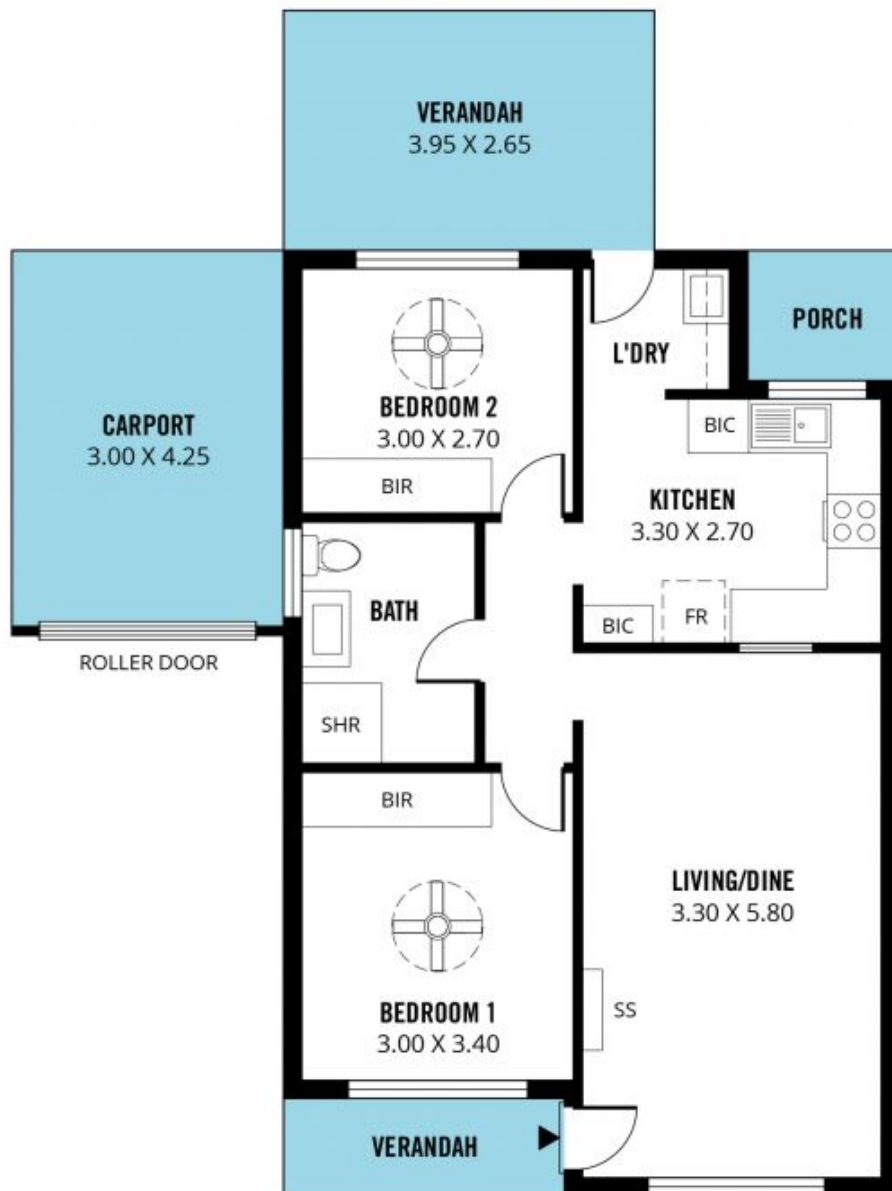 VERANDAH
3.95 X 2.65
CARPORT
3.00 X 4.25
ROLLER DOOR
BEDROOM 2
3.00 X 2.70
BIR
L'DRY
PORCH
BIC
KITCHEN
3.30 X 2.70
BIC
FR
BATH
SHR
BIR
BEDROOM 1
3.00 X 3.40
LIVING/DINE
3.30 X 5.80
SS
VERANDAH